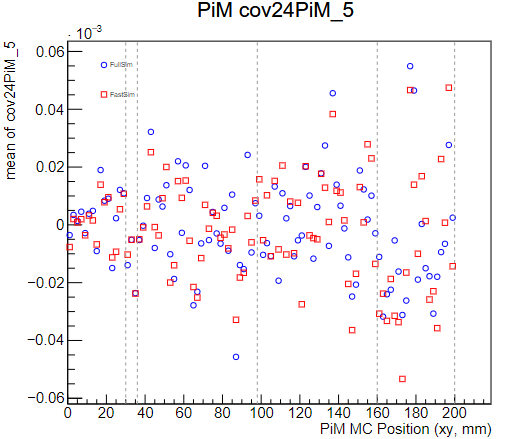 PiM cov24PiM_5
×10⁻³
mean of cov24PiM_5
0.06
0.04
0.02
0
−0.02
−0.04
−0.06
FullSim
FastSim
0 20 40 60 80 100 120 140 160 180 200
PiM MC Position (xy, mm)